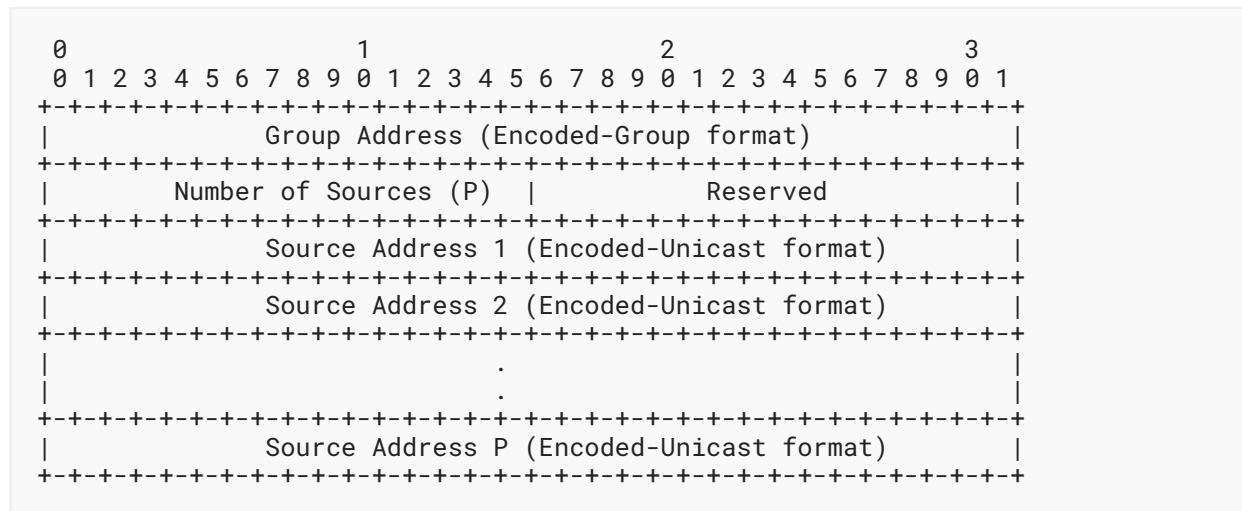 0                   1                   2                   3
 0 1 2 3 4 5 6 7 8 9 0 1 2 3 4 5 6 7 8 9 0 1 2 3 4 5 6 7 8 9 0 1
+-+-+-+-+-+-+-+-+-+-+-+-+-+-+-+-+-+-+-+-+-+-+-+-+-+-+-+-+-+-+-+-+
|              Group Address (Encoded-Group format)             |
+-+-+-+-+-+-+-+-+-+-+-+-+-+-+-+-+-+-+-+-+-+-+-+-+-+-+-+-+-+-+-+-+
|        Number of Sources (P)  |           Reserved            |
+-+-+-+-+-+-+-+-+-+-+-+-+-+-+-+-+-+-+-+-+-+-+-+-+-+-+-+-+-+-+-+-+
|              Source Address 1 (Encoded-Unicast format)        |
+-+-+-+-+-+-+-+-+-+-+-+-+-+-+-+-+-+-+-+-+-+-+-+-+-+-+-+-+-+-+-+-+
|              Source Address 2 (Encoded-Unicast format)        |
+-+-+-+-+-+-+-+-+-+-+-+-+-+-+-+-+-+-+-+-+-+-+-+-+-+-+-+-+-+-+-+-+
|                             .                                 |
|                             .                                 |
+-+-+-+-+-+-+-+-+-+-+-+-+-+-+-+-+-+-+-+-+-+-+-+-+-+-+-+-+-+-+-+-+
|              Source Address P (Encoded-Unicast format)        |
+-+-+-+-+-+-+-+-+-+-+-+-+-+-+-+-+-+-+-+-+-+-+-+-+-+-+-+-+-+-+-+-+